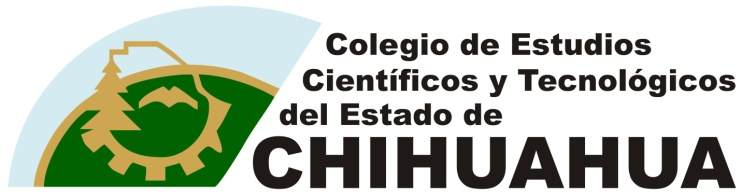 Colegio de Estudios
Científicos y Tecnológicos
del Estado de
CHIHUAHUA